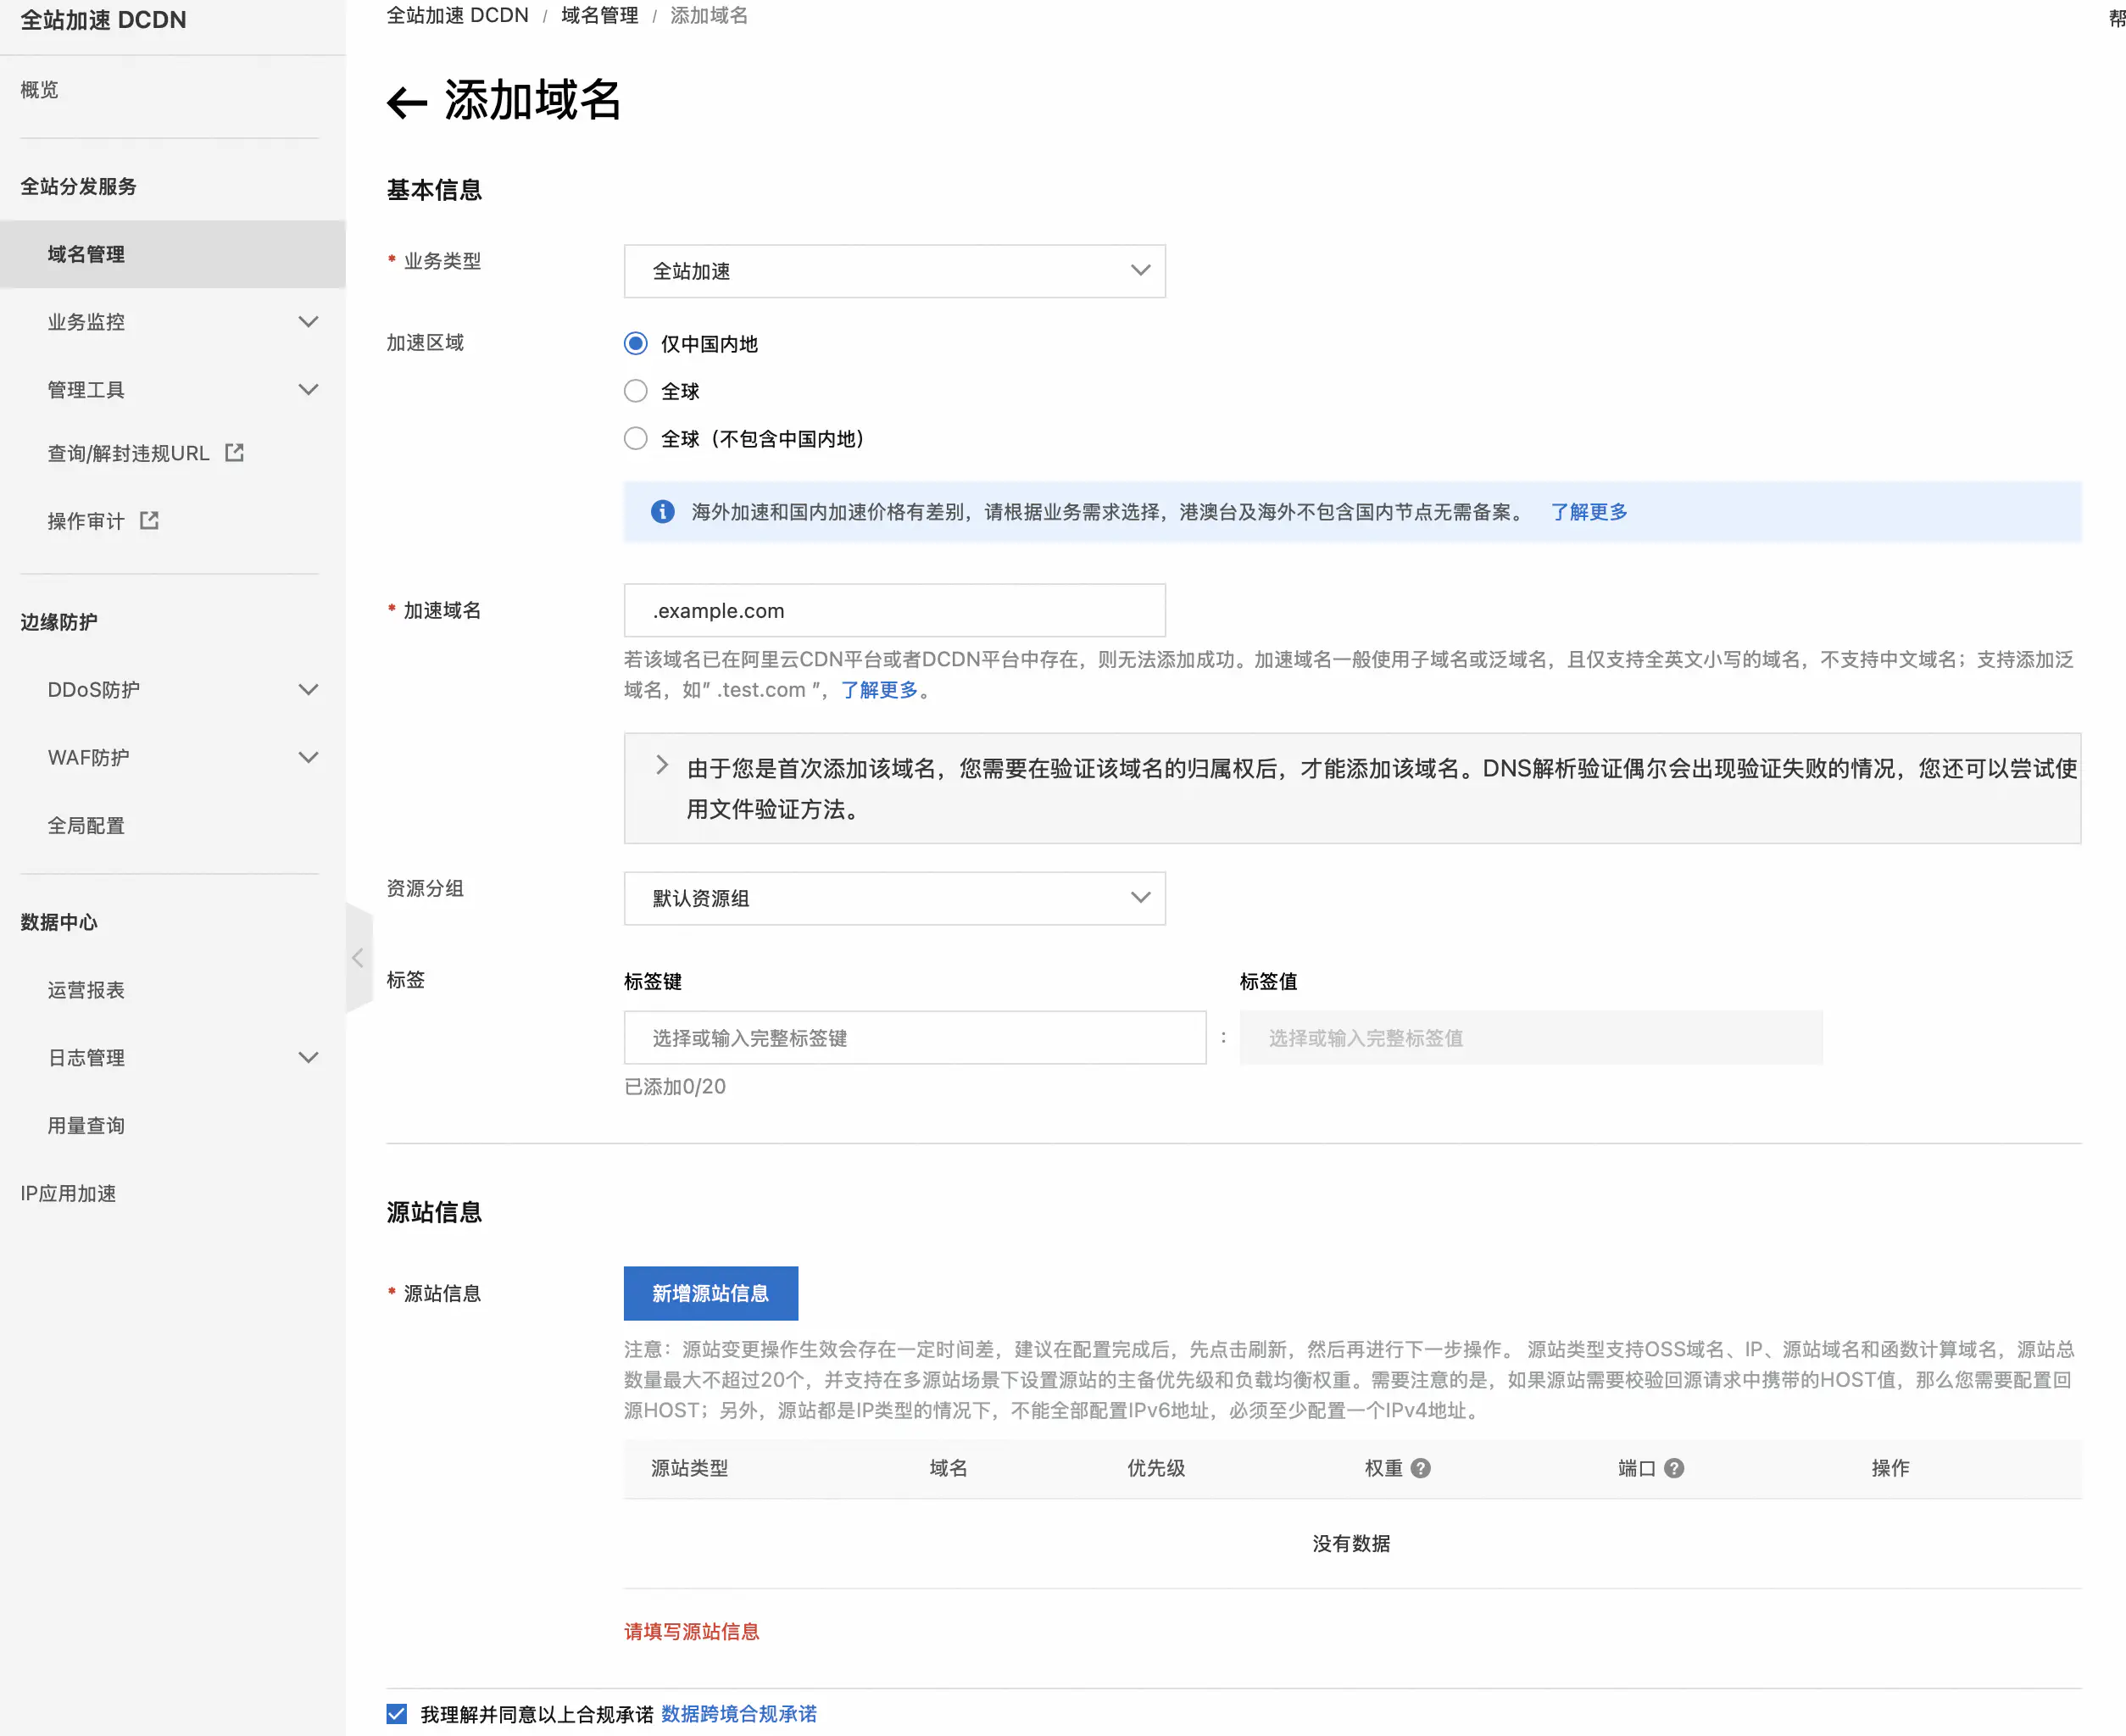 全站加速 DCDN
概览
全站分发服务
域名管理
业务监控
管理工具
查询/解封违规URL
操作审计
边缘防护
DDoS防护
WAF防护
全局配置
数据中心
运营报表
日志管理
用量查询
IP应用加速
全站加速 DCDN / 域名管理 / 添加域名
添加域名
基本信息
* 业务类型
全站加速
加速区域
仅中国内地
全球
全球（不包含中国内地）
海外加速和国内加速价格有差别，请根据业务需求选择，港澳台及海外不包含国内节点无需备案。 了解更多
* 加速域名
.example.com
若该域名已在阿里云CDN平台或者DCDN平台中存在，则无法添加成功。加速域名一般使用子域名或泛域名，且仅支持全英文小写的域名，不支持中文域名；支持添加泛
域名，如" .test.com "，了解更多。
由于您是首次添加该域名，您需要在验证该域名的归属权后，才能添加该域名。DNS解析验证偶尔会出现验证失败的情况，您还可以尝试使
用文件验证方法。
资源分组
默认资源组
标签
标签键
标签值
选择或输入完整标签键
:
选择或输入完整标签值
已添加0/20
源站信息
* 源站信息
新增源站信息
注意：源站变更操作生效会存在一定时间差，建议在配置完成后，先点击刷新，然后再进行下一步操作。 源站类型支持OSS域名、IP、源站域名和函数计算域名，源站总
数量最大不超过20个，并支持在多源站场景下设置源站的主备优先级和负载均衡权重。需要注意的是，如果源站需要校验回源请求中携带的HOST值，那么您需要配置回
源HOST；另外，源站都是IP类型的情况下，不能全部配置IPv6地址，必须至少配置一个IPv4地址。
源站类型 域名 优先级 权重 端口 操作
没有数据
请填写源站信息
我理解并同意以上合规承诺 数据跨境合规承诺